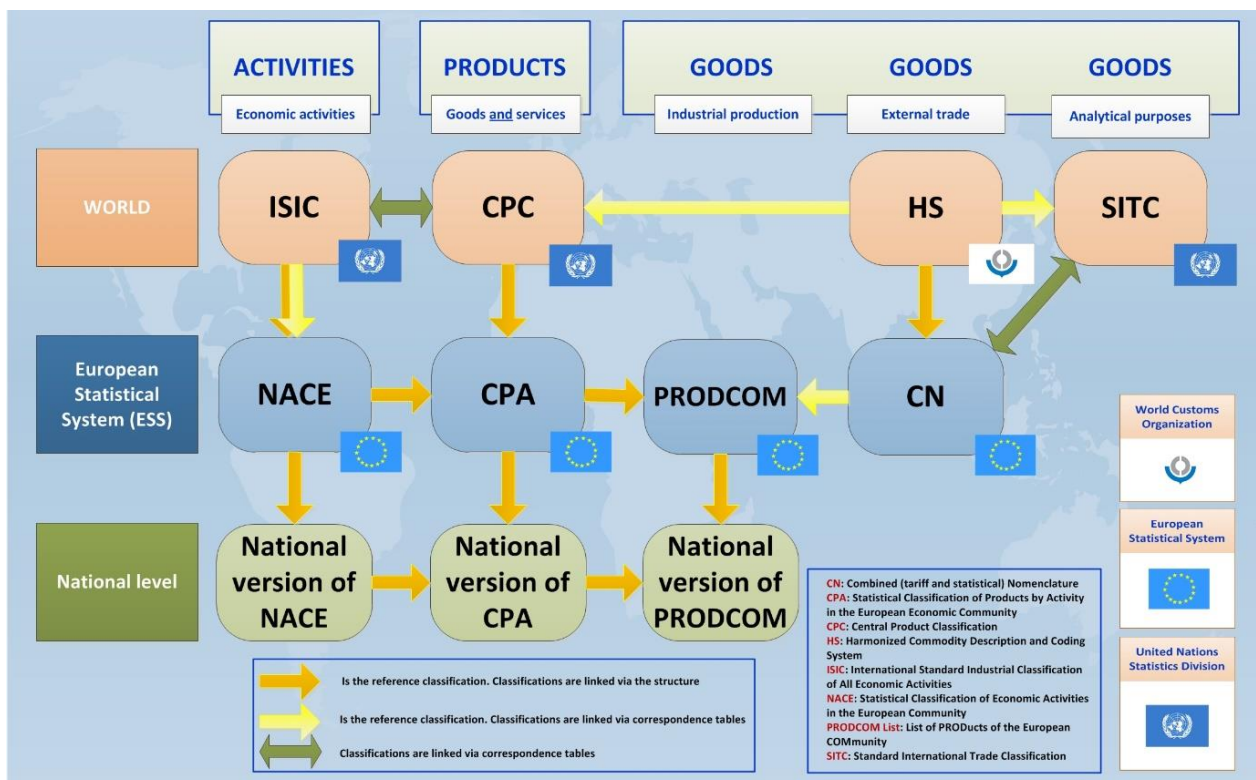 ACTIVITIES
Economic activities
PRODUCTS
Goods and services
GOODS
Industrial production
GOODS
External trade
GOODS
Analytical purposes
WORLD
ISIC
CPC
HS
SITC
European
Statistical
System (ESS)
NACE
CPA
PRODCOM
CN
National level
National
version of
NACE
National
version of
CPA
National
version of
PRODCOM
World Customs
Organization
European
Statistical System
United Nations
Statistics Division
Is the reference classification. Classifications are linked via the structure
Is the reference classification. Classifications are linked via correspondence tables
Classifications are linked via correspondence tables
CN: Combined (tariff and statistical) Nomenclature
CPA: Statistical Classification of Products by Activity
in the European Economic Community
CPC: Central Product Classification
HS: Harmonized Commodity Description and Coding
System
ISIC: International Standard Industrial Classification
of All Economic Activities
NACE: Statistical Classification of Economic Activities
in the European Community
PRODCOM List: List of PRODucts of the European
COMmunity
SITC: Standard International Trade Classification